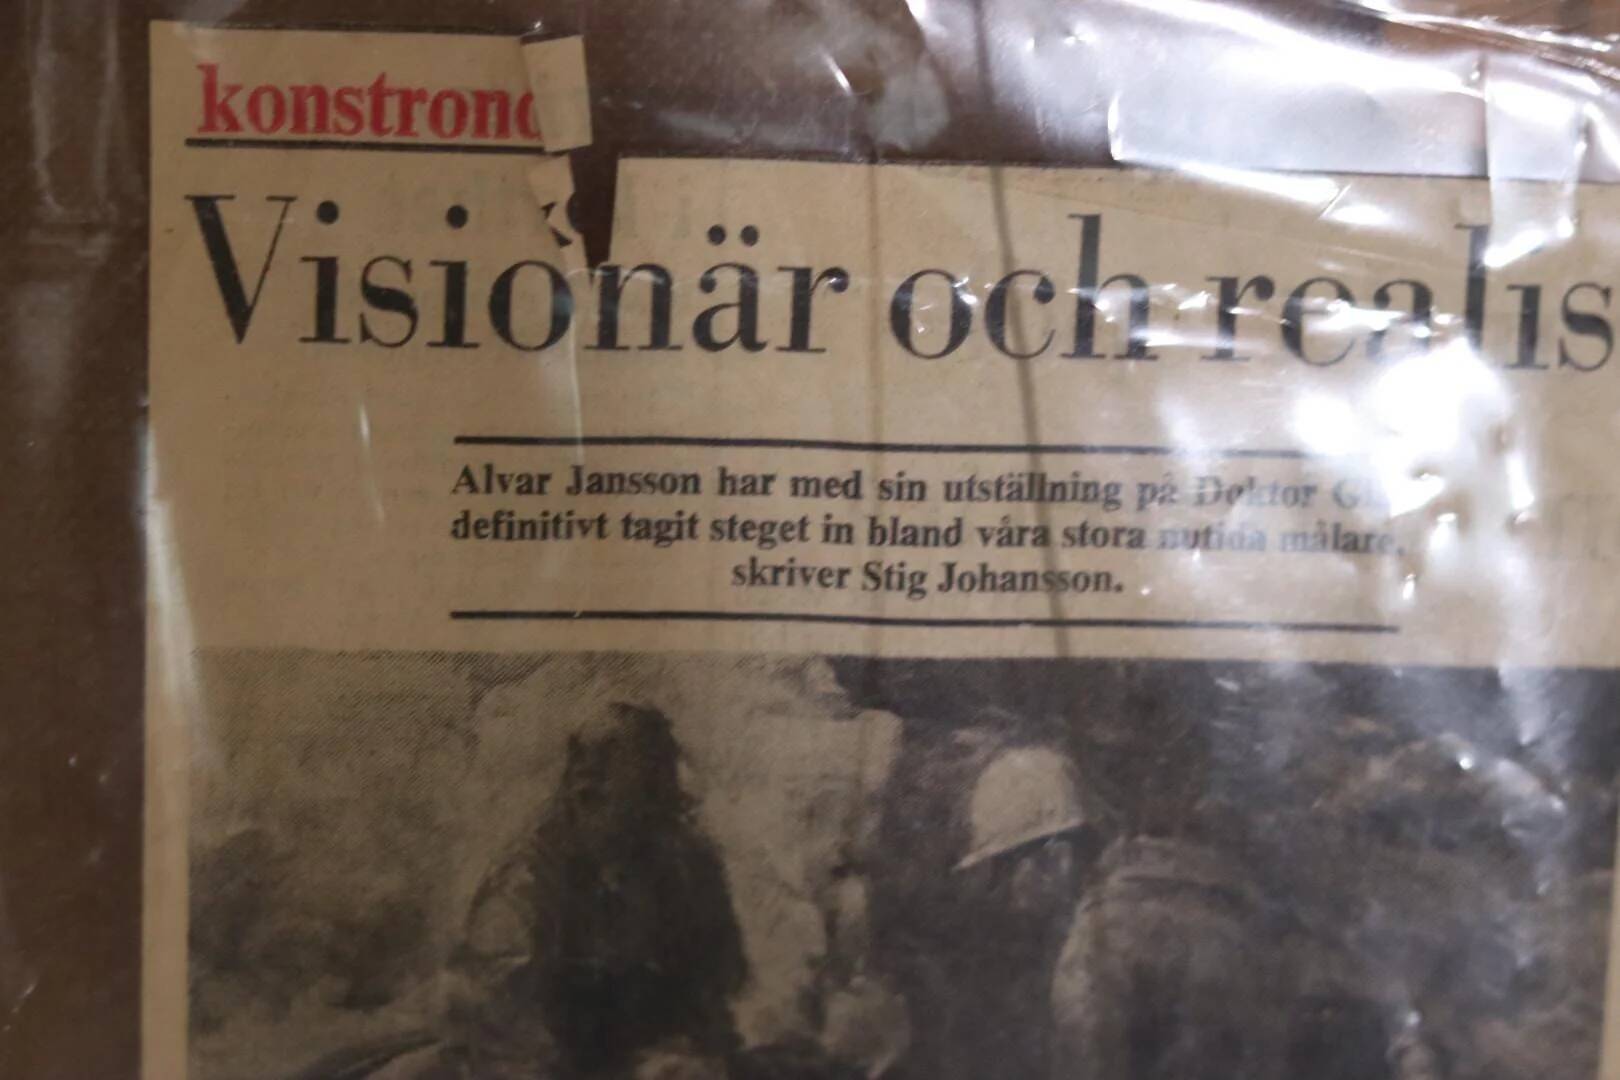 konstrond
Visionär och realis
Alvar Jansson har med sin utställning på Doktor
definitivt tagit steget in bland våra stora nutida målare,
skriver Stig Johansson.